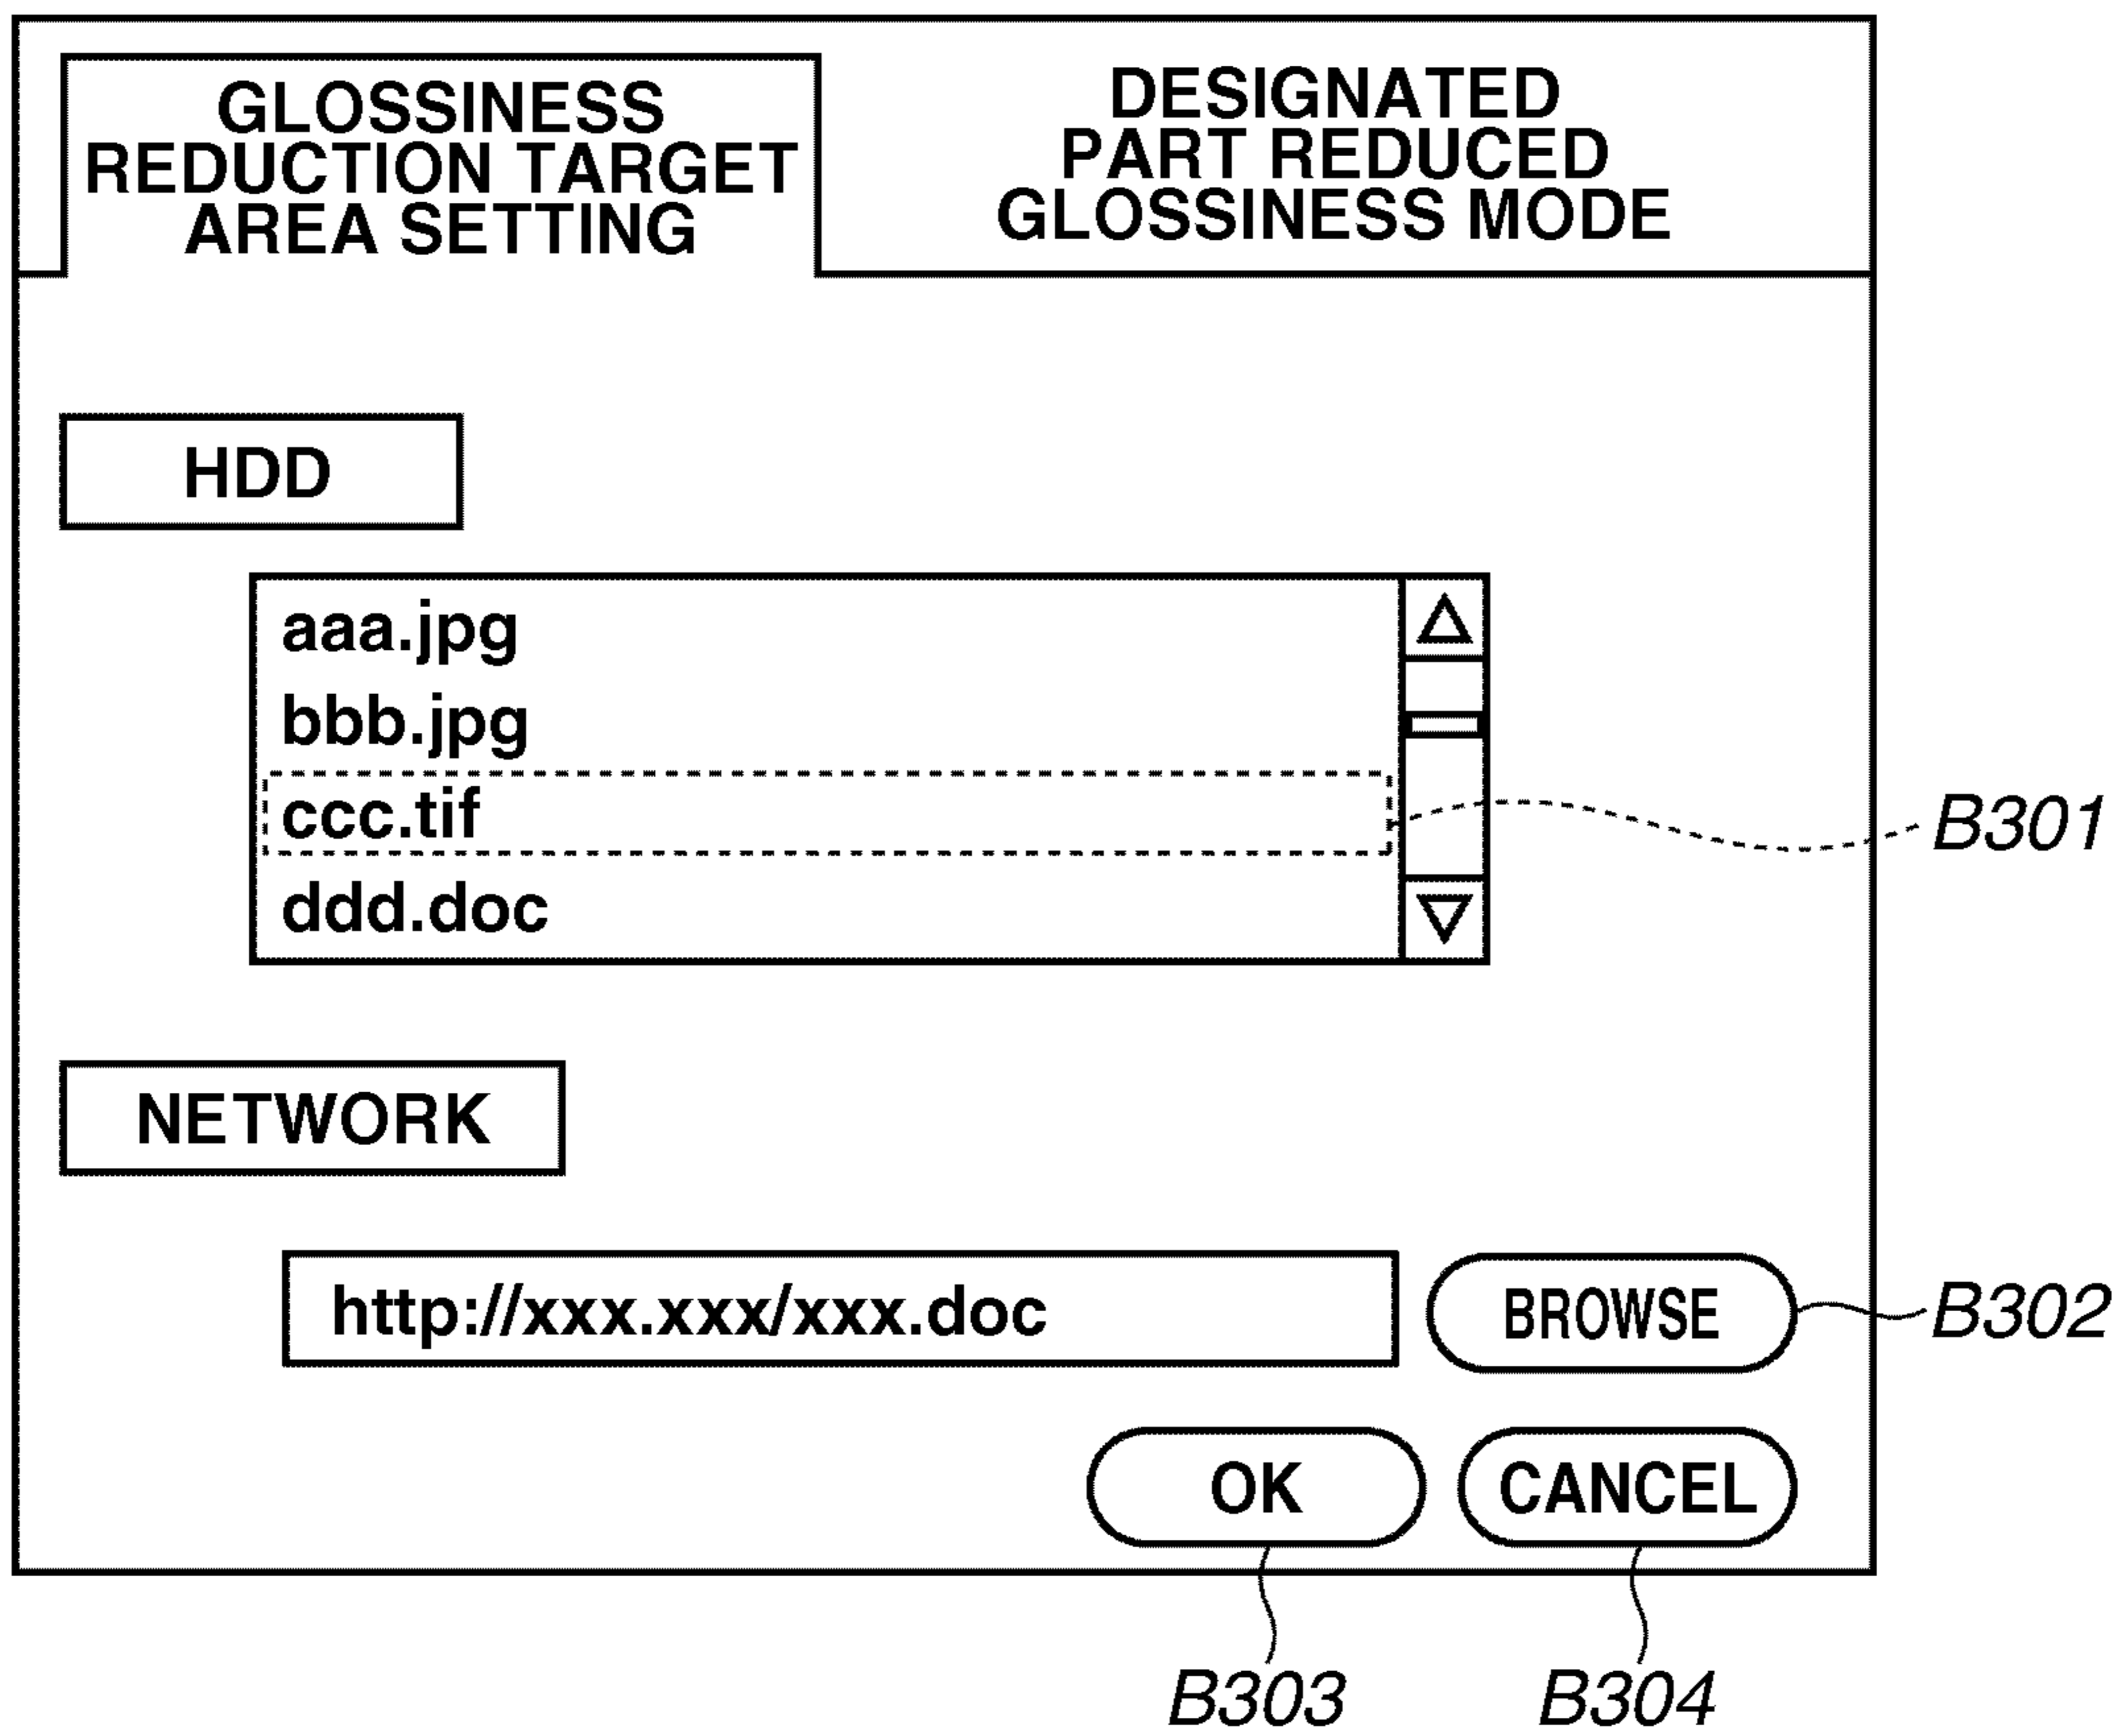 GLOSSINESS
REDUCTION TARGET
AREA SETTING
DESIGNATED
PART REDUCED
GLOSSINESS MODE
HDD
aaa.jpg
bbb.jpg
ccc.tif
B301
ddd.doc
NETWORK
http://xxx.xxx/xxx.doc
BROWSE
B302
OK
CANCEL
B303
B304